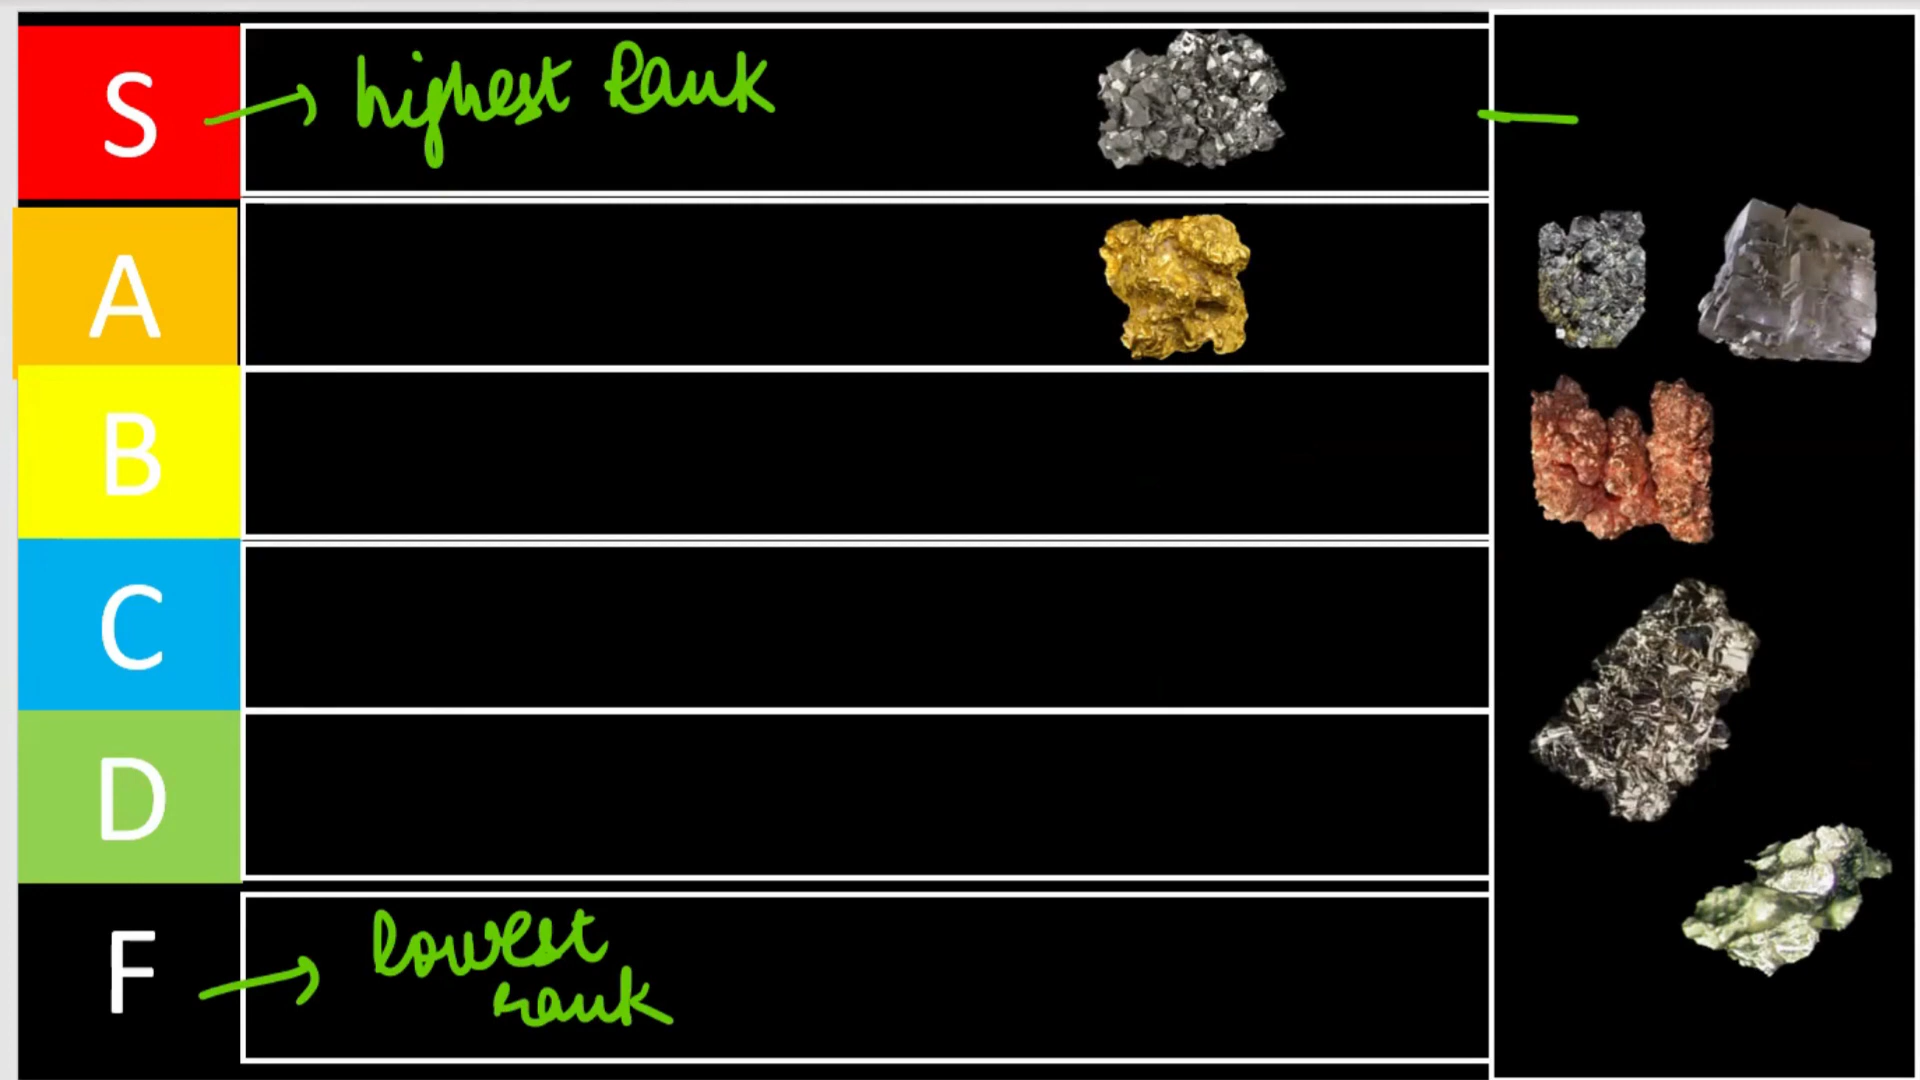 S → highest Rank
A
B
C
D
F → lowest
rank